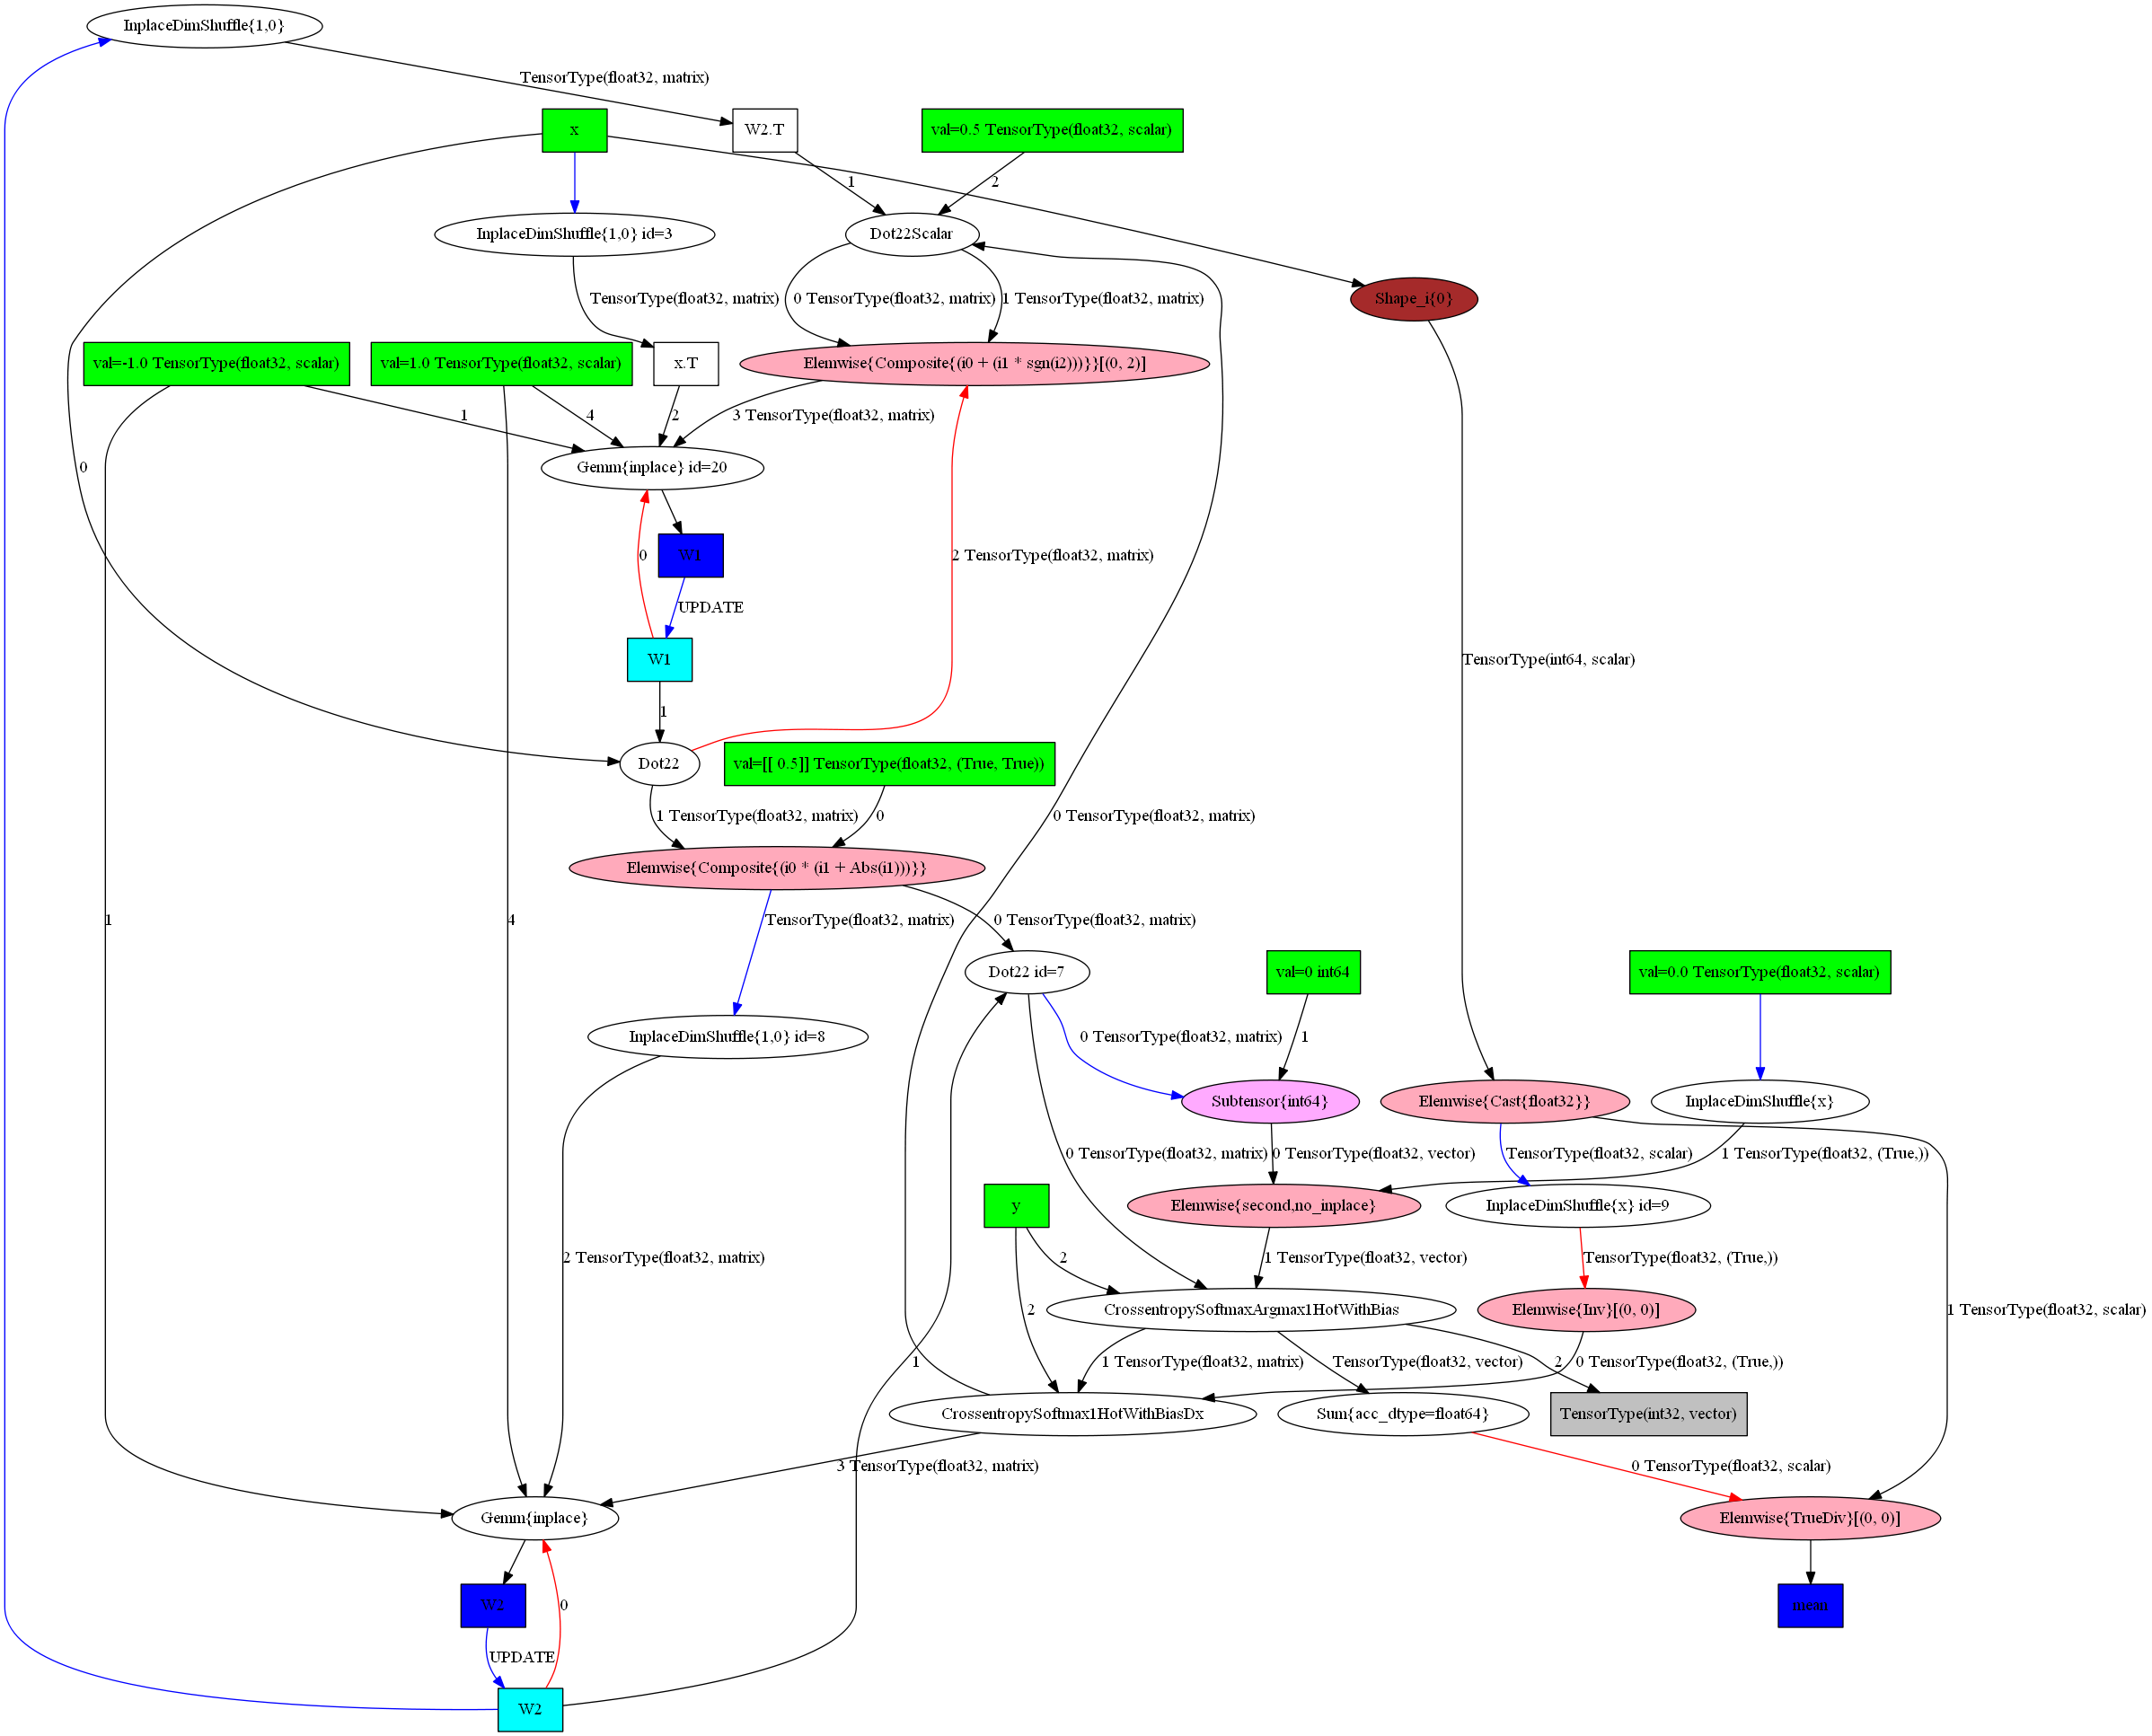 InplaceDimShuffle{1,0}
TensorType(float32, matrix)
x
W2.T
val=0.5 TensorType(float32, scalar)
1
2
InplaceDimShuffle{1,0} id=3
Dot22Scalar
TensorType(float32, matrix)
0 TensorType(float32, matrix)
1 TensorType(float32, matrix)
Shape_i{0}
val=-1.0 TensorType(float32, scalar)
val=1.0 TensorType(float32, scalar)
x.T
Elemwise{Composite{(i0 + (i1 * sgn(i2)))}}[(0, 2)]
1
4
2
3 TensorType(float32, matrix)
0
Gemm{inplace} id=20
W1
0
2 TensorType(float32, matrix)
UPDATE
W1
TensorType(int64, scalar)
1
Dot22
val=[[ 0.5]] TensorType(float32, (True, True))
1 TensorType(float32, matrix)
0
0 TensorType(float32, matrix)
Elemwise{Composite{(i0 * (i1 + Abs(i1)))}}
1
4
TensorType(float32, matrix)
0 TensorType(float32, matrix)
Dot22 id=7
val=0 int64
val=0.0 TensorType(float32, scalar)
InplaceDimShuffle{1,0} id=8
0 TensorType(float32, matrix)
1
Subtensor{int64}
Elemwise{Cast{float32}}
InplaceDimShuffle{x}
0 TensorType(float32, matrix)
0 TensorType(float32, vector)
TensorType(float32, scalar)
1 TensorType(float32, (True,))
y
Elemwise{second,no_inplace}
InplaceDimShuffle{x} id=9
2 TensorType(float32, matrix)
2
1 TensorType(float32, vector)
TensorType(float32, (True,))
2
CrossentropySoftmaxArgmax1HotWithBias
Elemwise{Inv}[(0, 0)]
1 TensorType(float32, scalar)
1
1 TensorType(float32, matrix)
TensorType(float32, vector)
2
0 TensorType(float32, (True,))
CrossentropySoftmax1HotWithBiasDx
Sum{acc_dtype=float64}
TensorType(int32, vector)
3 TensorType(float32, matrix)
0 TensorType(float32, scalar)
Gemm{inplace}
Elemwise{TrueDiv}[(0, 0)]
W2
0
mean
UPDATE
W2